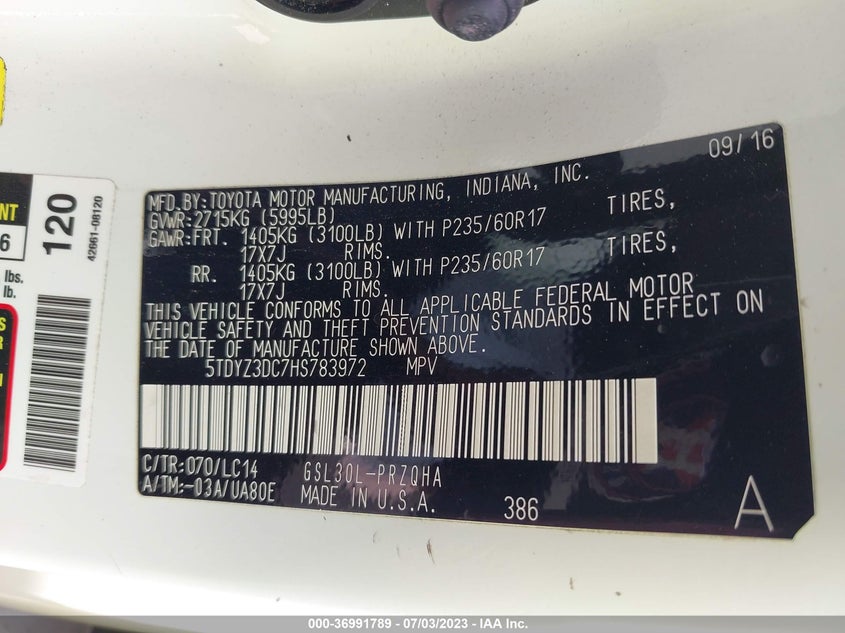 09/16
MFD.BY:TOYOTA MOTOR MANUFACTURING, INDIANA, INC.
GVWR:2715KG (5995LB)
GAWR:FRT. 1405KG (3100LB) WITH P235/60R17 TIRES,
17X7J RIMS.
RR. 1405KG (3100LB) WITH P235/60R17 TIRES,
17X7J RIMS.
THIS VEHICLE CONFORMS TO ALL APPLICABLE FEDERAL MOTOR
VEHICLE SAFETY AND THEFT PREVENTION STANDARDS IN EFFECT ON
THE DATE OF MANUFACTURE SHOWN ABOVE.
5TDYZ3DC7HS783972 MPV
C/TR:070/LC14 GSL30L-PRZQHA
A/TM:-03A/UA80E MADE IN U.S.A. 386 A
NT
6
lbs.
lb.
120
42661-08120
S
R
000-36991789 - 07/03/2023 - IAA Inc.